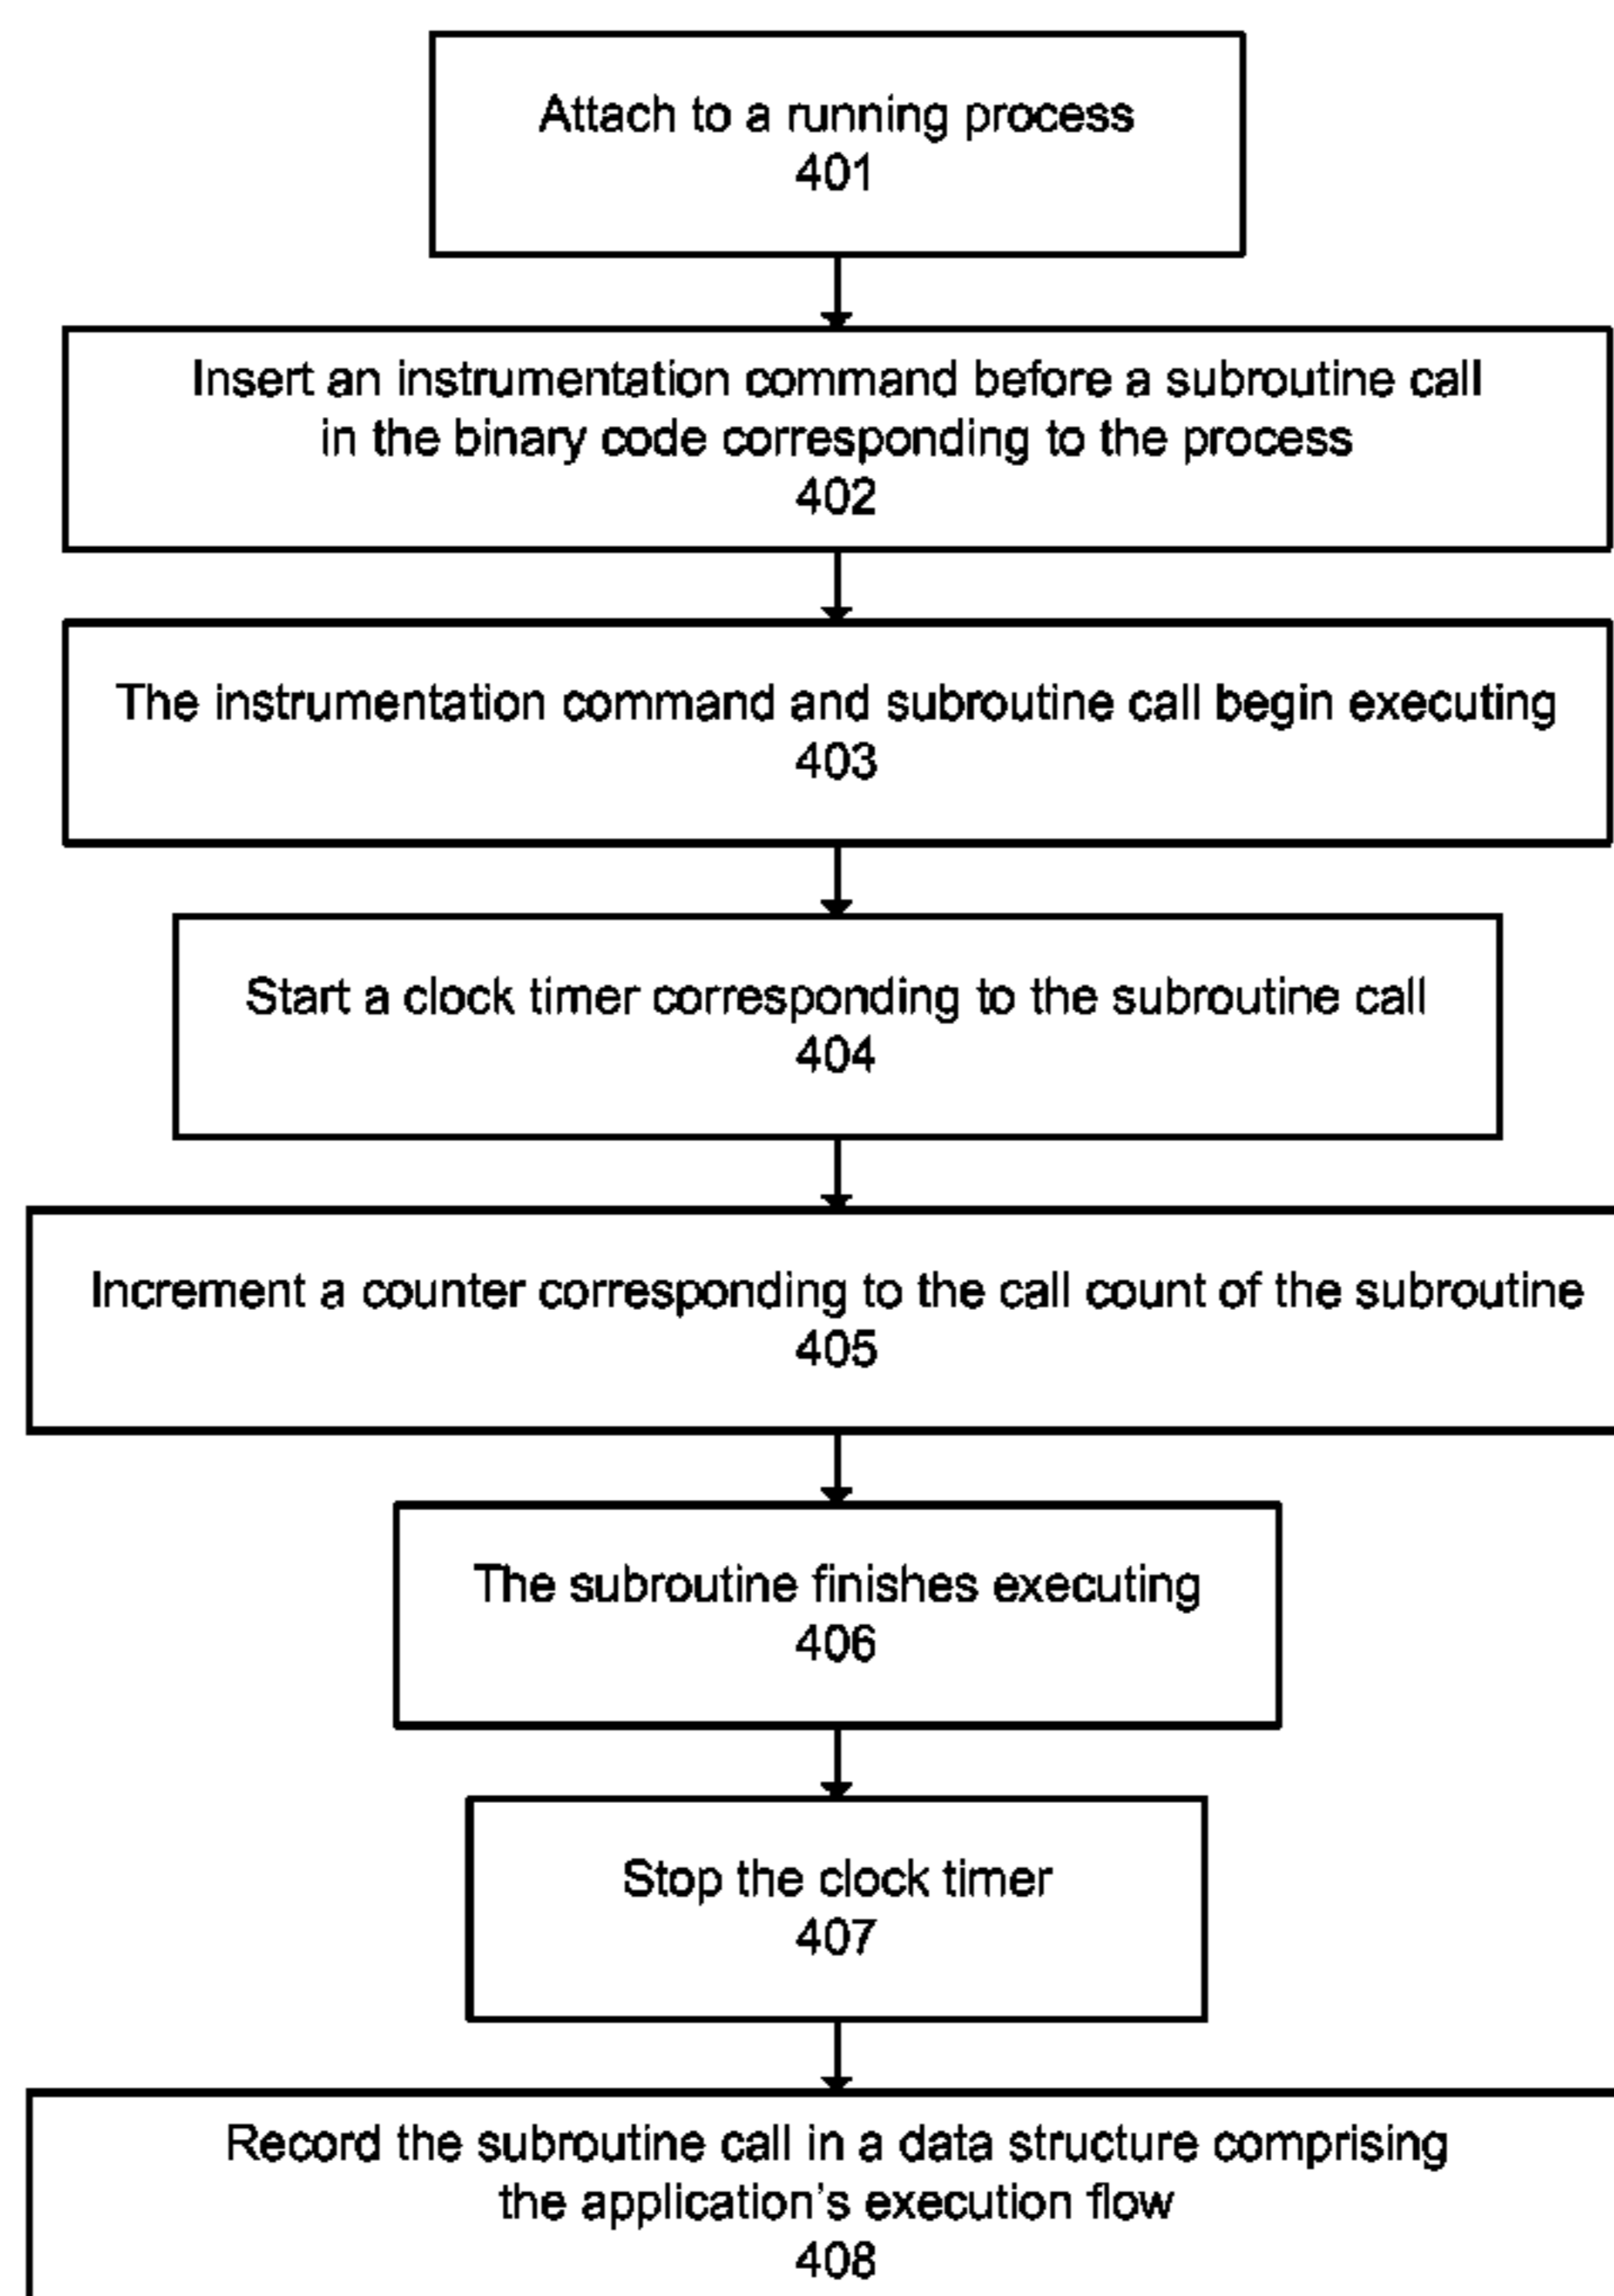 Attach to a running process
401
Insert an instrumentation command before a subroutine call
in the binary code corresponding to the process
402
The instrumentation command and subroutine call begin executing
403
Start a clock timer corresponding to the subroutine call
404
Increment a counter corresponding to the call count of the subroutine
405
The subroutine finishes executing
406
Stop the clock timer
407
Record the subroutine call in a data structure comprising
the application's execution flow
408